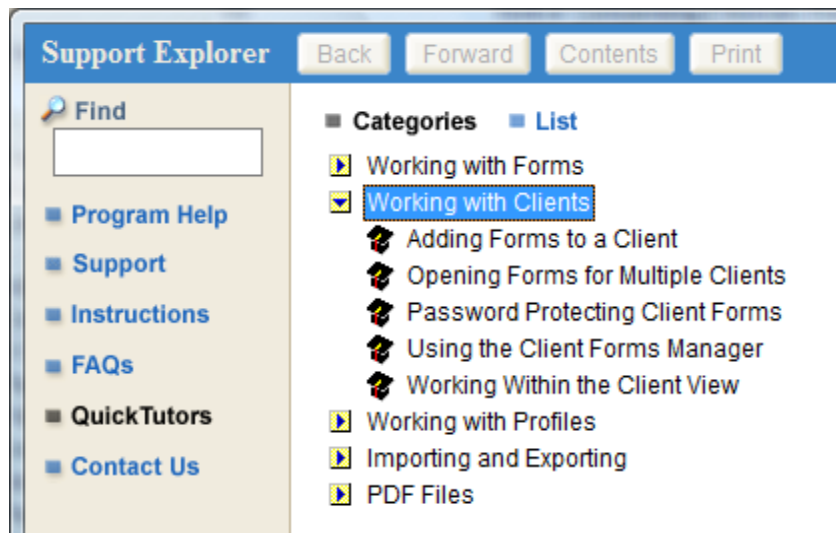 Support Explorer Back Forward Contents Print
Find
Program Help
Support
Instructions
FAQs
QuickTutors
Contact Us
Categories List
Working with Forms
Working with Clients
Adding Forms to a Client
Opening Forms for Multiple Clients
Password Protecting Client Forms
Using the Client Forms Manager
Working Within the Client View
Working with Profiles
Importing and Exporting
PDF Files